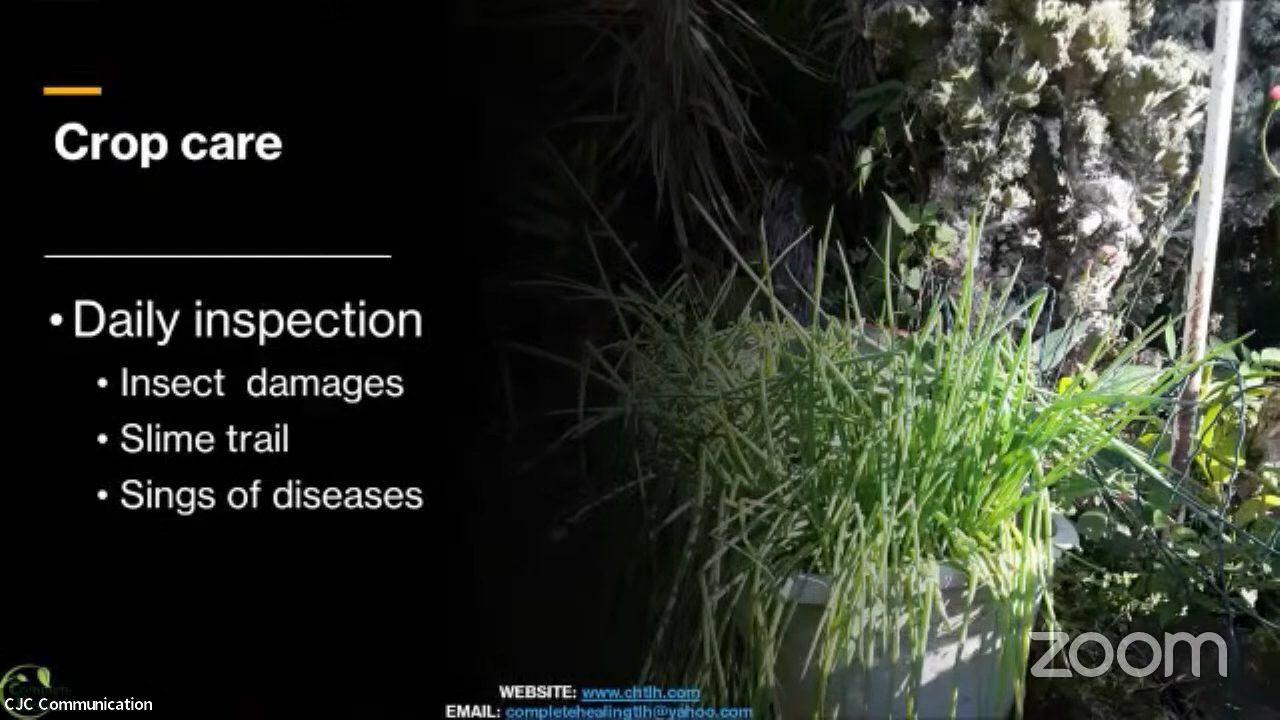 Crop care
• Daily inspection
• Insect damages
• Slime trail
• Sings of diseases
zoom
WEBSITE: www.chtlh.com
EMAIL: completehealingtlh@yahoo.com
CJC Communication